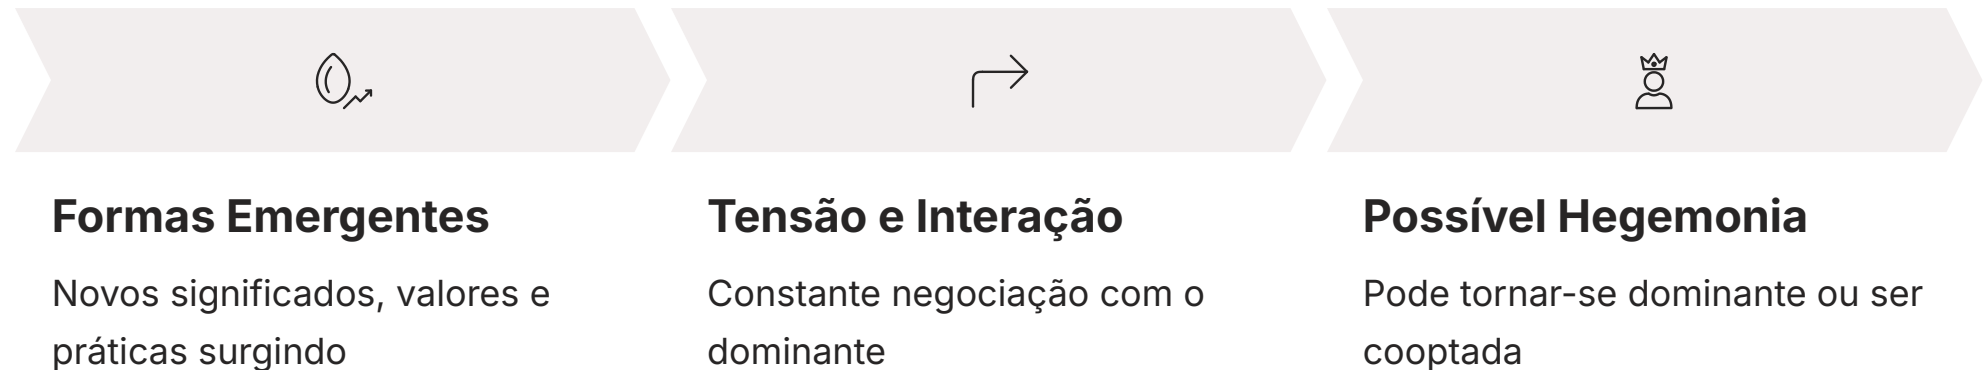 Formas Emergentes
Novos significados, valores e
práticas surgindo
Tensão e Interação
Constante negociação com o
dominante
Possível Hegemonia
Pode tornar-se dominante ou ser
cooptada